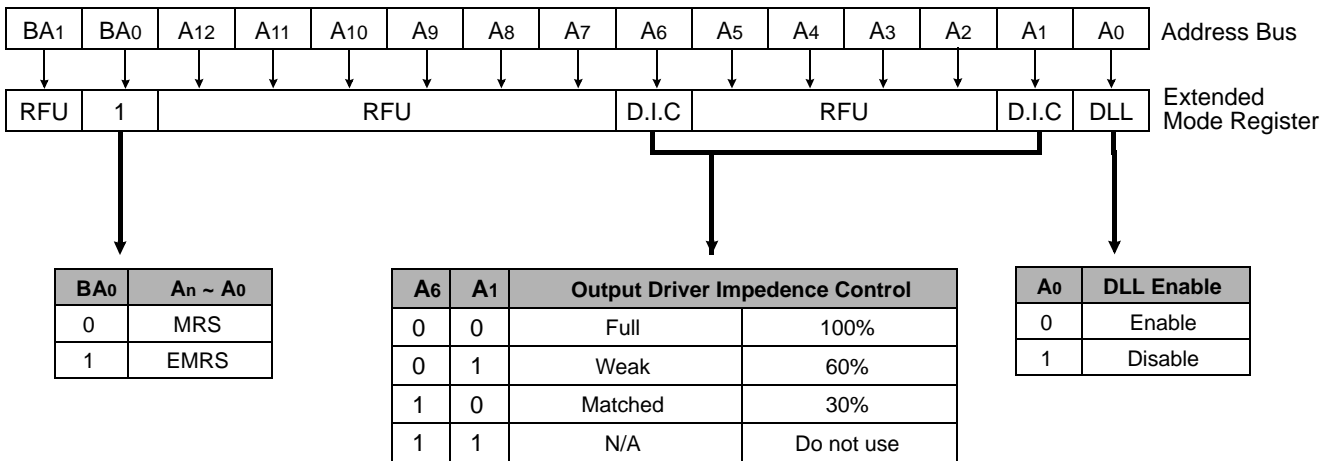 BA1 BA0 A12 A11 A10 A9 A8 A7 A6 A5 A4 A3 A2 A1 A0 Address Bus
RFU 1 RFU D.I.C RFU D.I.C DLL Extended
Mode Register
BA0 An ~ A0
0 MRS
1 EMRS
A6 A1 Output Driver Impedence Control
0 0 Full 100%
0 1 Weak 60%
1 0 Matched 30%
1 1 N/A Do not use
A0 DLL Enable
0 Enable
1 Disable